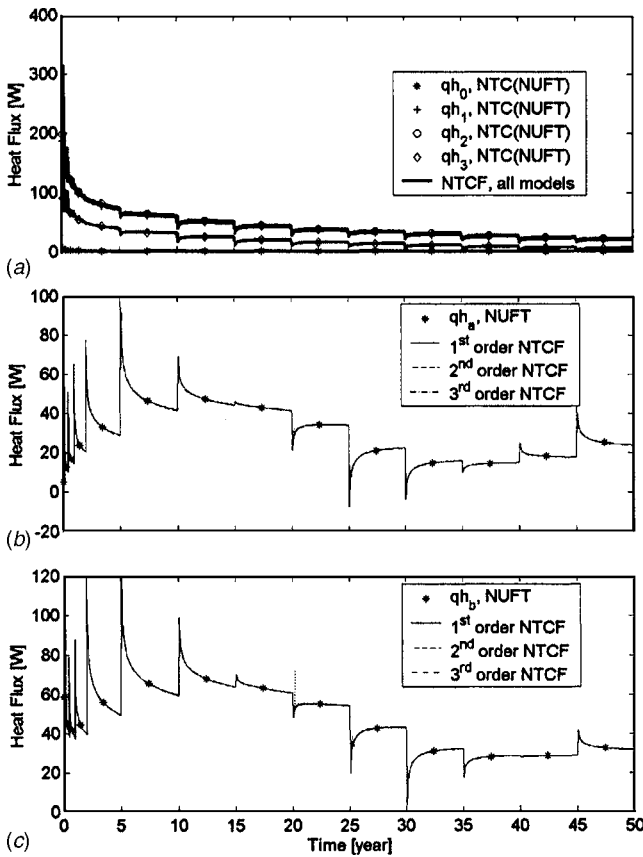 400
300
200
100
0
Heat Flux [W]
qh0, NTC(NUFT)
qh1, NTC(NUFT)
qh2, NTC(NUFT)
qh3, NTC(NUFT)
NTCF, all models
(a)
100
80
60
40
20
0
-20
Heat Flux [W]
qha, NUFT
1st order NTCF
2nd order NTCF
3rd order NTCF
(b)
120
100
80
60
40
20
0
Heat Flux [W]
qhb, NUFT
1st order NTCF
2nd order NTCF
3rd order NTCF
0 5 10 15 20 25 30 35 40 45 50
Time [year]
(c)